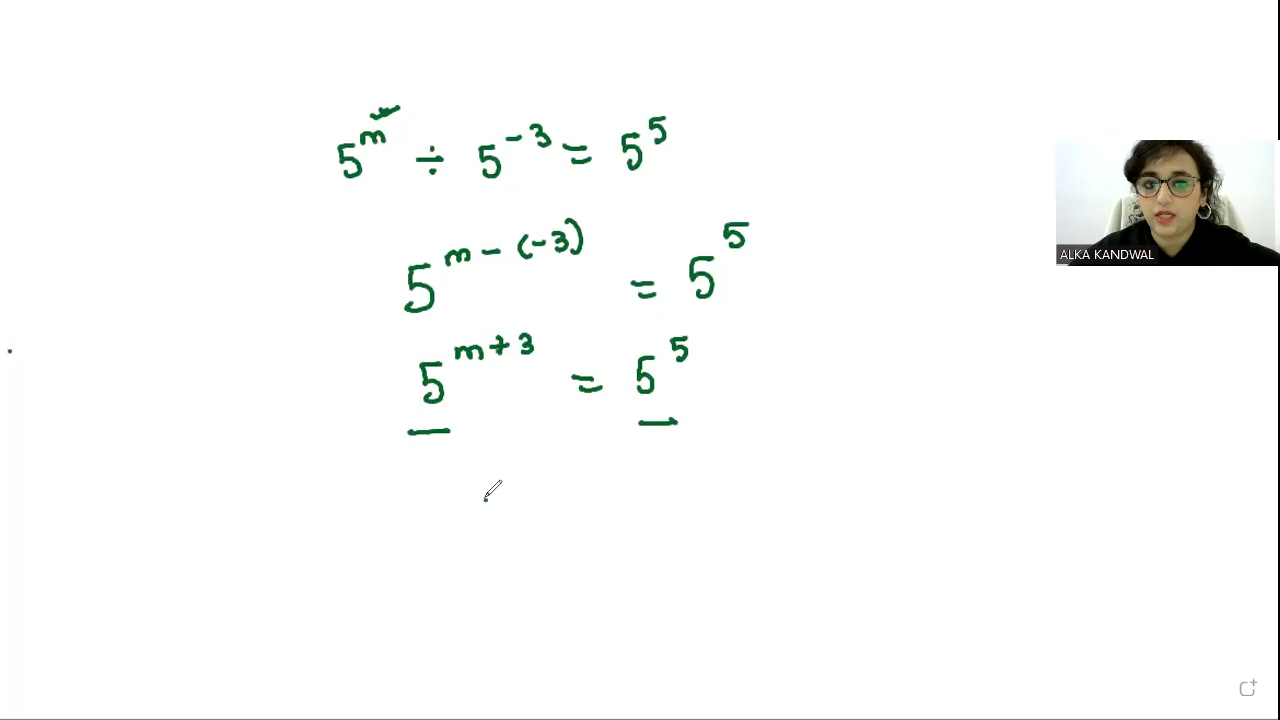 5^m ÷ 5^-3 = 5^5
5^m-(-3) = 5^5
ALKA KANDWAL
5^m+3 = 5^5